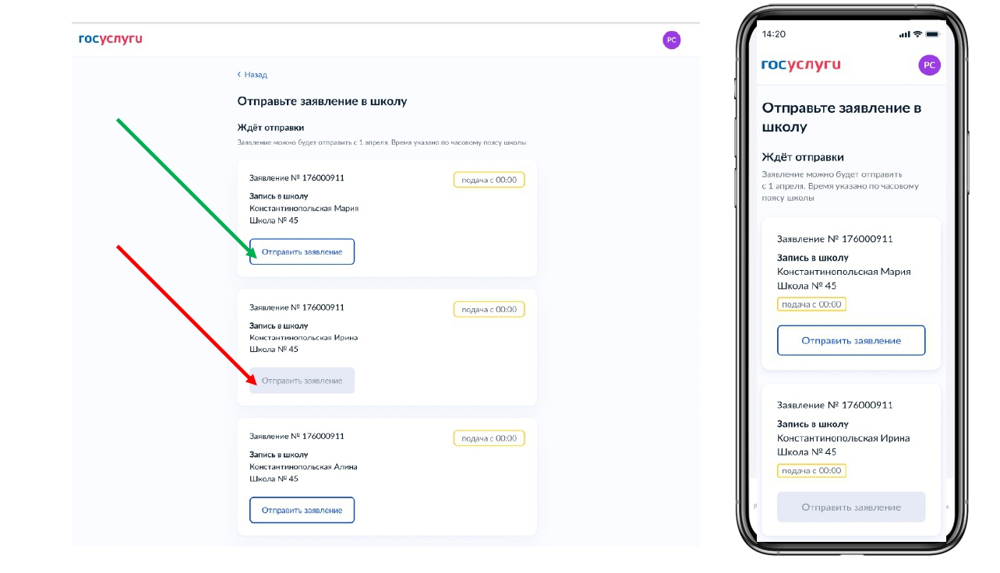 госуслуги
РС
Назад
Отправьте заявление в школу
Ждёт отправки
Заявление можно будет отправить с 1 апреля. Время указано по часовому поясу школы
Заявление № 176000911
подача с 00:00
Запись в школу
Константинопольская Мария
Школа № 45
Отправить заявление
Заявление № 176000911
подача с 00:00
Запись в школу
Константинопольская Ирина
Школа № 45
Отправить заявление
Заявление № 176000911
подача с 00:00
Запись в школу
Константинопольская Алина
Школа № 45
Отправить заявление
14:20
госуслуги
РС
Отправьте заявление в
школу
Ждёт отправки
Заявление можно будет отправить
с 1 апреля. Время указано по часовому
поясу школы
Заявление № 176000911
Запись в школу
Константинопольская Мария
Школа № 45
подача с 00:00
Отправить заявление
Заявление № 176000911
Запись в школу
Константинопольская Ирина
Школа № 45
подача с 00:00
Отправить заявление